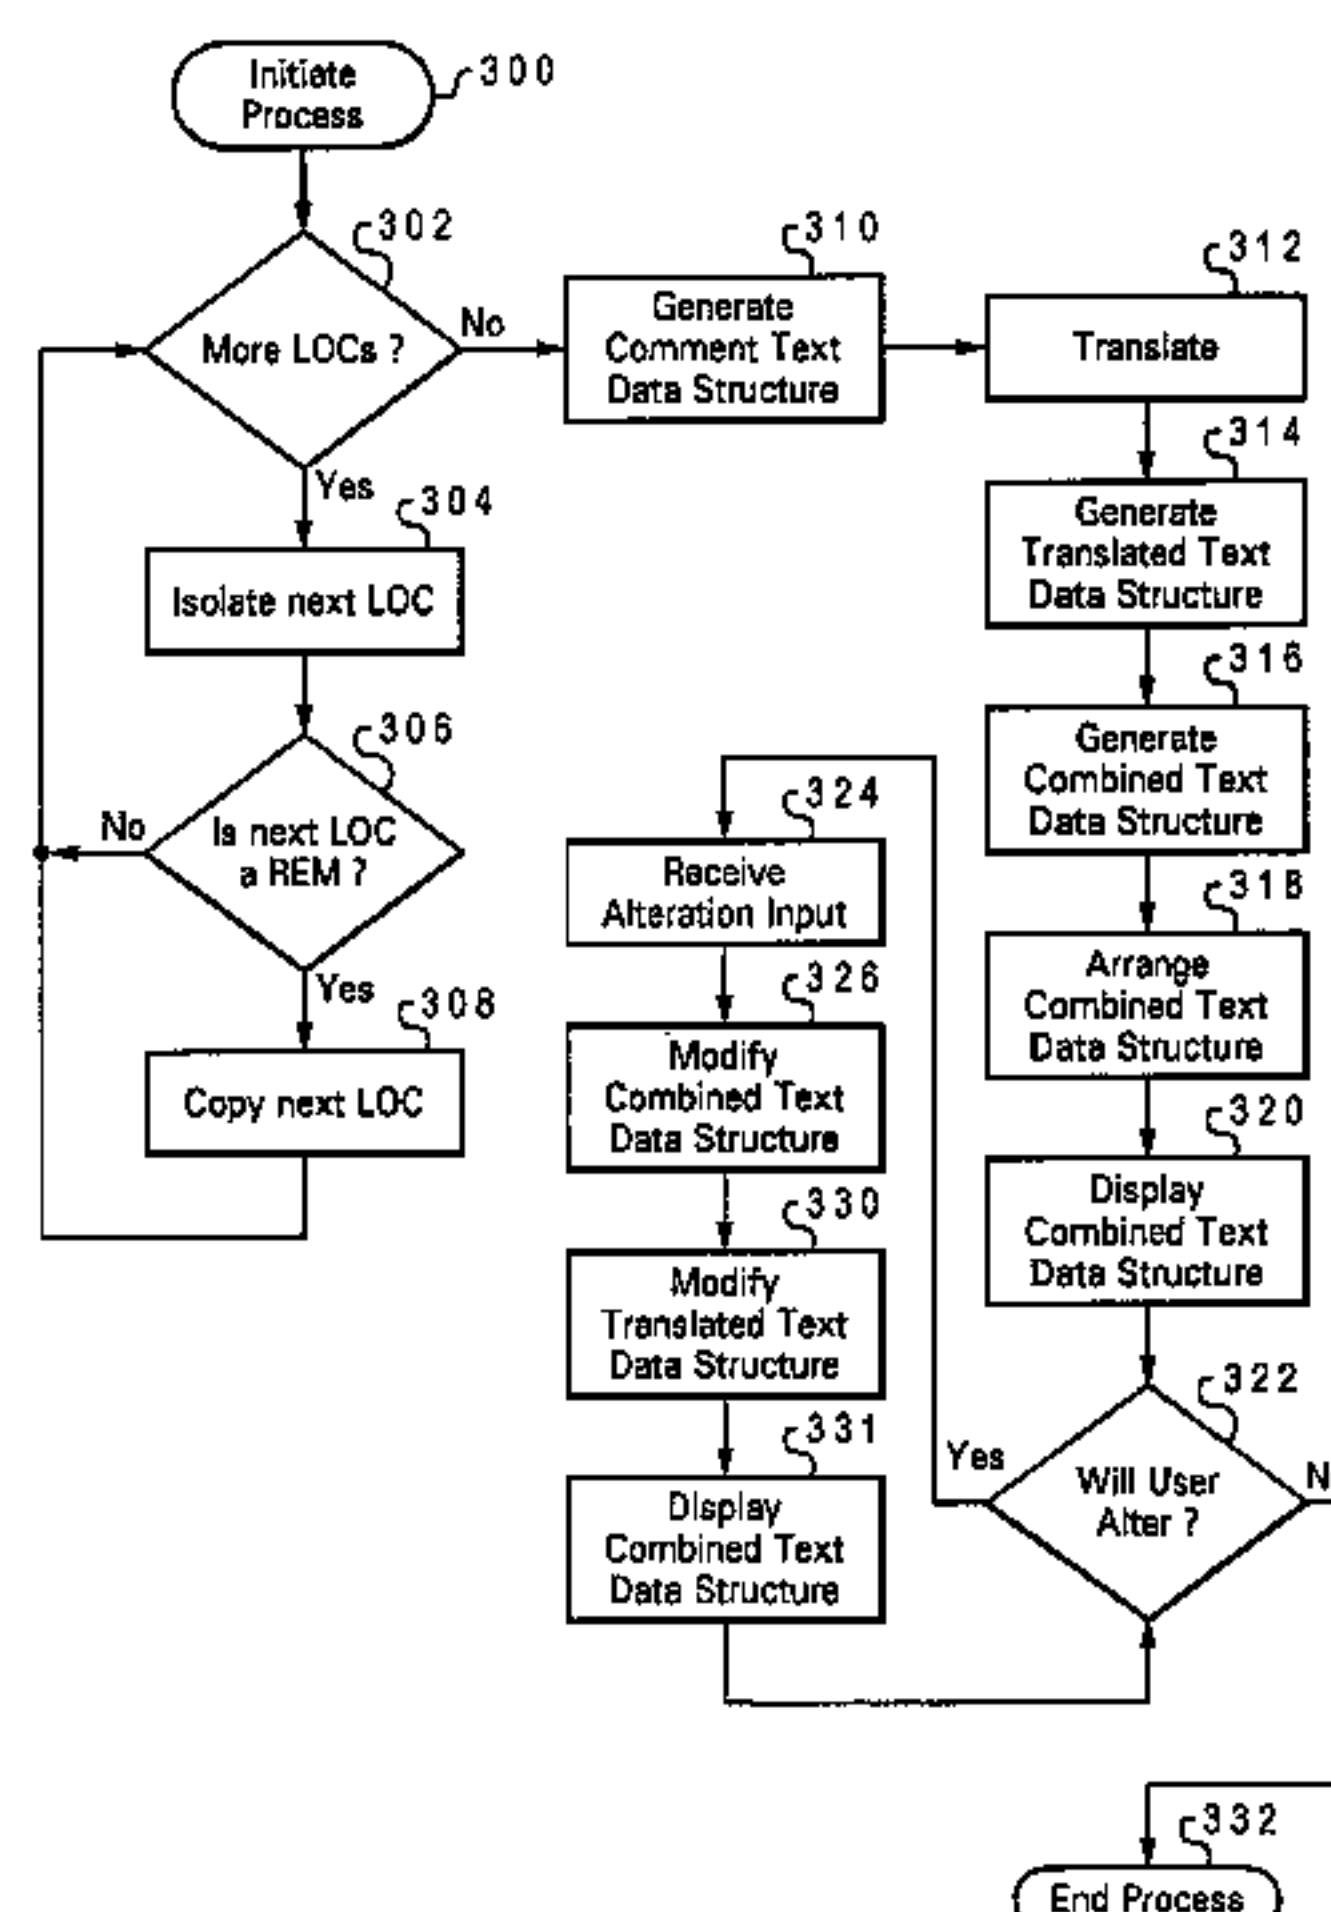 Initiate
Process
300
302
More LOCs ?
No
Yes
304
Isolate next LOC
306
Is next LOC
a REM ?
No
Yes
308
Copy next LOC
310
Generate
Comment Text
Data Structure
312
Translate
314
Generate
Translated Text
Data Structure
316
Generate
Combined Text
Data Structure
318
Arrange
Combined Text
Data Structure
320
Display
Combined Text
Data Structure
322
Will User
Alter ?
Yes
N
324
Receive
Alteration Input
326
Modify
Combined Text
Data Structure
330
Modify
Translated Text
Data Structure
331
Display
Combined Text
Data Structure
332
End Process